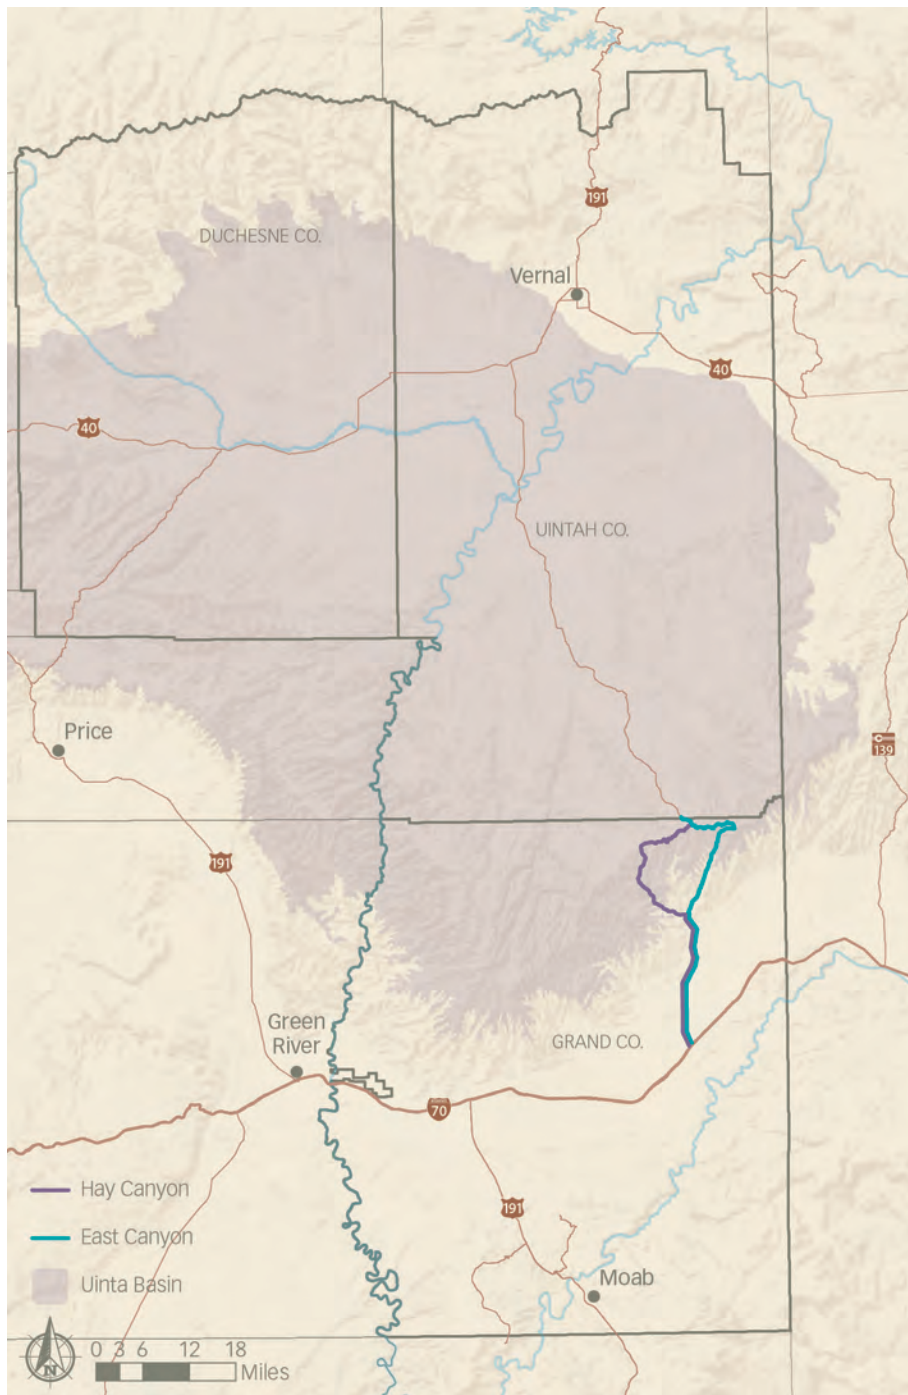 191
DUCHESNE CO.
Vernal
40
40
UINTAH CO.
Price
139
191
Green
River
GRAND CO.
70
Hay Canyon
191
East Canyon
Moab
Uinta Basin
N
0 3 6 12 18
Miles